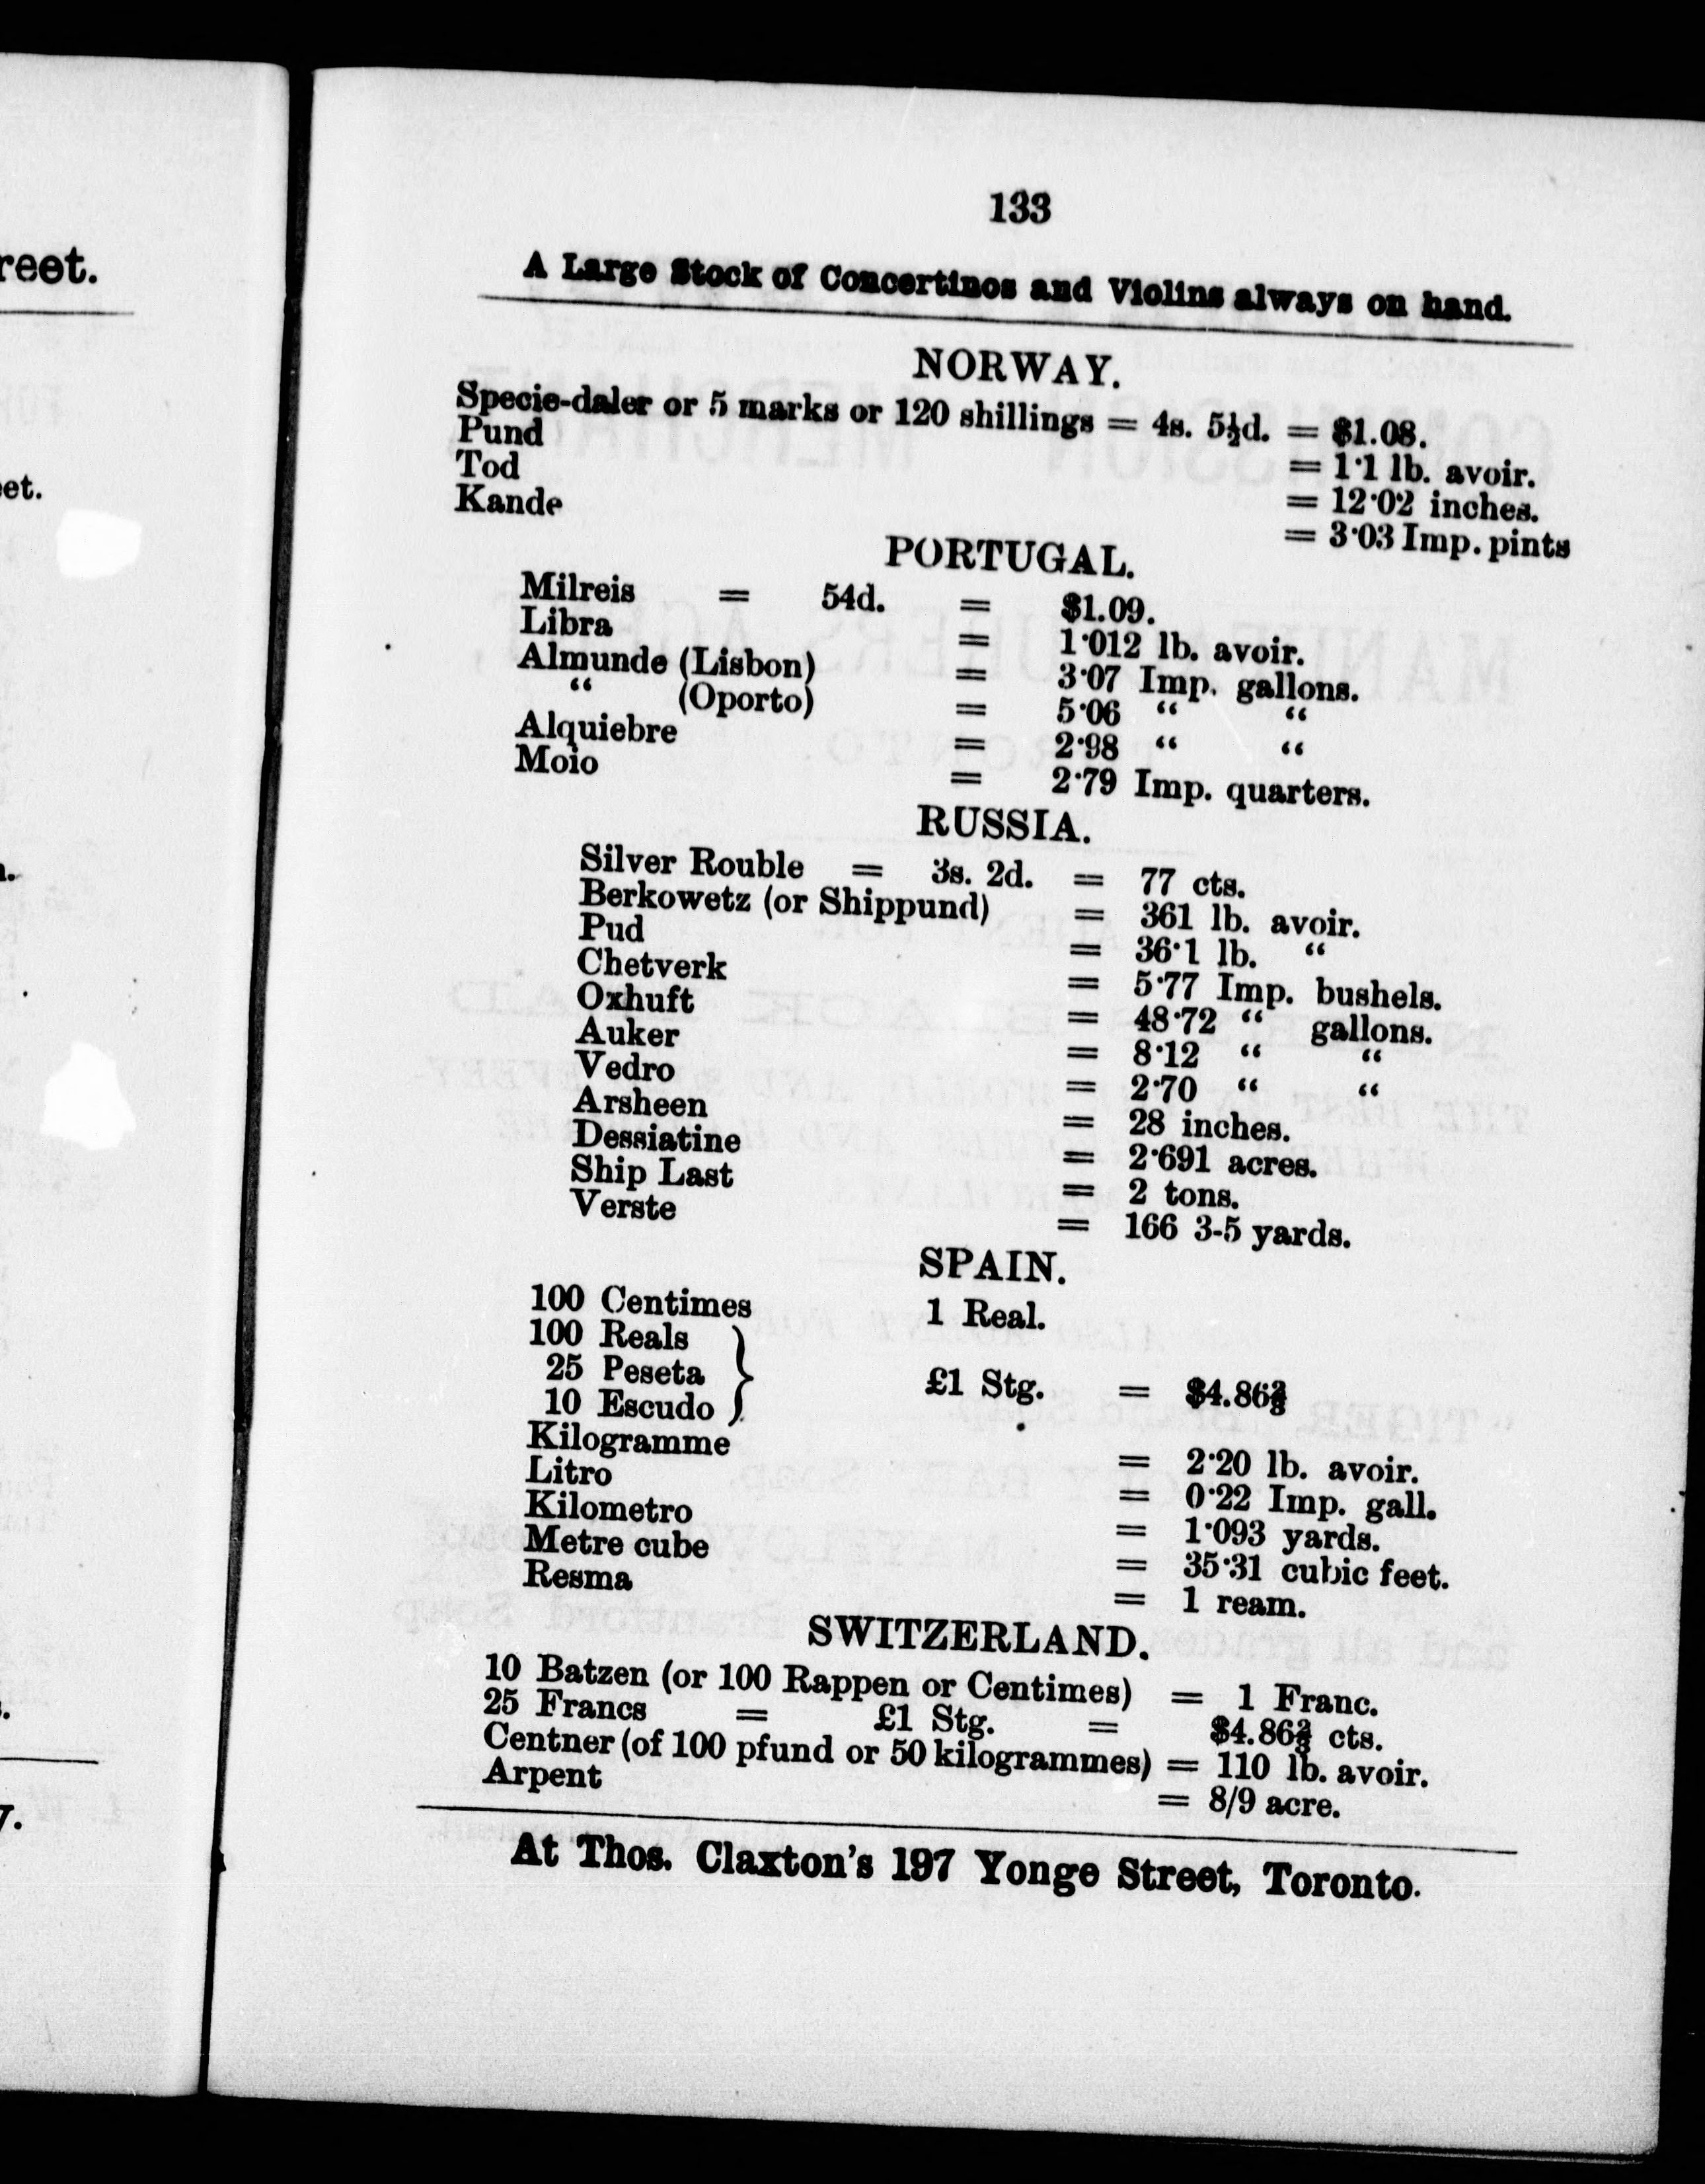 133
A Large Stock of Concertinos and Violins always on hand.
NORWAY.
Specie-daler or 5 marks or 120 shillings = 4s. 5½d. = $1.08.
Pund = 1·1 lb. avoir.
Tod = 12·02 inches.
Kande = 3·03 Imp. pints
PORTUGAL.
Milreis = 54d. = $1.09.
Libra = 1·012 lb. avoir.
Almunde (Lisbon) = 3·07 Imp. gallons.
“ (Oporto) = 5·06 “ “
Alquiebre = 2·98 “ “
Moio = 2·79 Imp. quarters.
RUSSIA.
Silver Rouble = 3s. 2d. = 77 cts.
Berkowetz (or Shippund) = 361 lb. avoir.
Pud = 36·1 lb. “
Chetverk = 5·77 Imp. bushels.
Oxhuft = 48·72 “ gallons.
Auker = 8·12 “ “
Vedro = 2·70 “ “
Arsheen = 28 inches.
Dessiatine = 2·691 acres.
Ship Last = 2 tons.
Verste = 166 3-5 yards.
SPAIN.
100 Centimes 1 Real.
100 Reals
25 Peseta } £1 Stg. = $4.86⅔
10 Escudo
Kilogramme = 2·20 lb. avoir.
Litro = 0·22 Imp. gall.
Kilometro = 1·093 yards.
Metre cube = 35·31 cubic feet.
Resma = 1 ream.
SWITZERLAND.
10 Batzen (or 100 Rappen or Centimes) = 1 Franc.
25 Francs = £1 Stg. = $4.86⅔ cts.
Centner (of 100 pfund or 50 kilogrammes) = 110 lb. avoir.
Arpent = 8/9 acre.
At Thos. Claxton's 197 Yonge Street, Toronto.